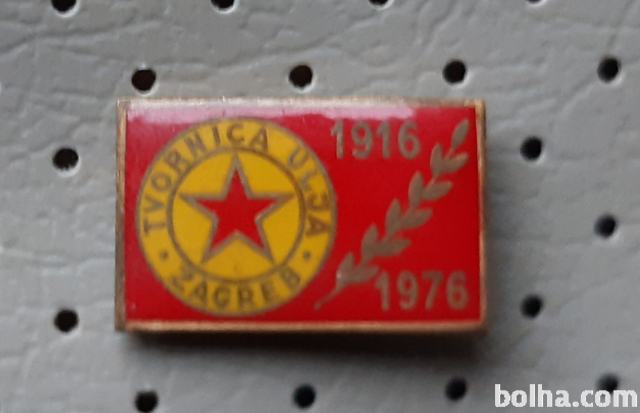 TVORNICA ULJA
ZAGREB
1916
1976
bolha.com